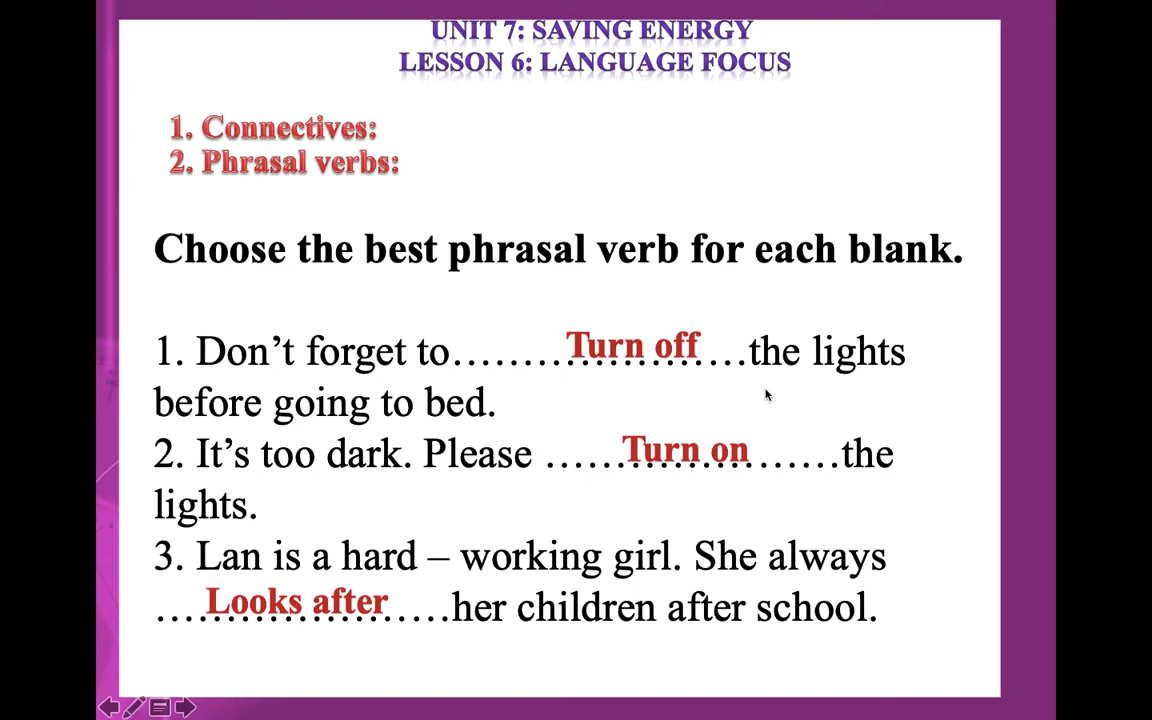 UNIT 7: SAVING ENERGY
LESSON 6: LANGUAGE FOCUS
1. Connectives:
2. Phrasal verbs:
Choose the best phrasal verb for each blank.
1. Don’t forget to……..Turn off…the lights
before going to bed.
2. It’s too dark. Please ……Turn on……the
lights.
3. Lan is a hard – working girl. She always
…Looks after….her children after school.